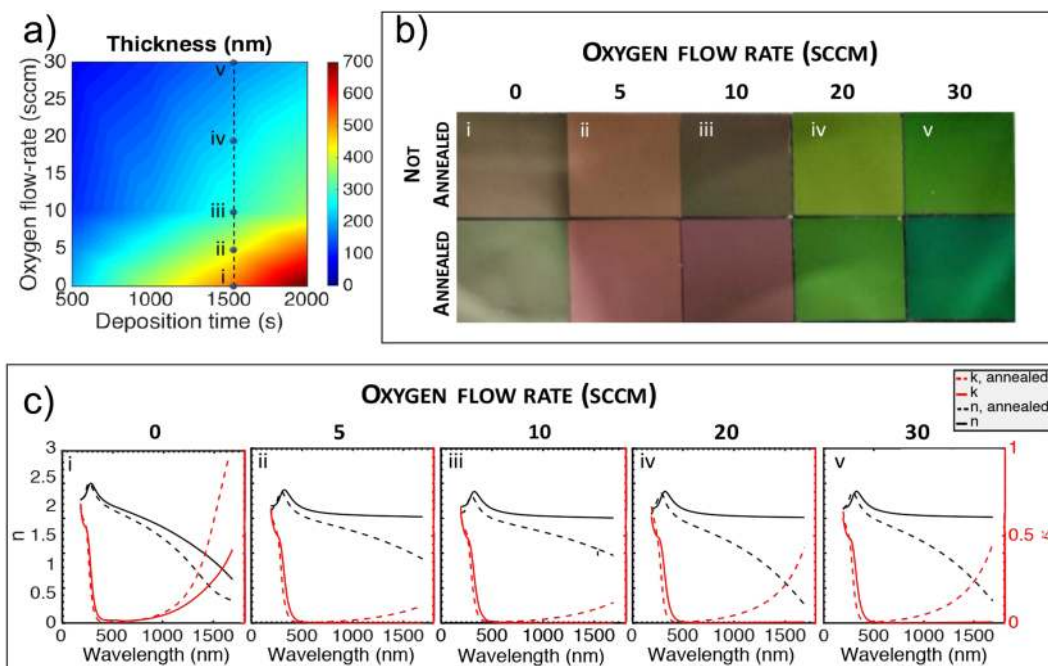 a)
Thickness (nm)
Oxygen flow-rate (sccm)
30
25
20
15
10
5
0
v
iv
iii
ii
i
500 1000 1500 2000
Deposition time (s)
700
600
500
400
300
200
100
0
b)
OXYGEN FLOW RATE (SCCM)
0 5 10 20 30
NOT
ANNEALED
i ii iii iv v
ANNEALED
c)
OXYGEN FLOW RATE (SCCM)
k, annealed
k
n, annealed
n
0 5 10 20 30
i ii iii iv v
n
3
2.5
2
1.5
1
0.5
0
1
0.5
0
k
0 500 1000 1500 0 500 1000 1500 0 500 1000 1500 0 500 1000 1500 0 500 1000 1500
Wavelength (nm) Wavelength (nm) Wavelength (nm) Wavelength (nm) Wavelength (nm)